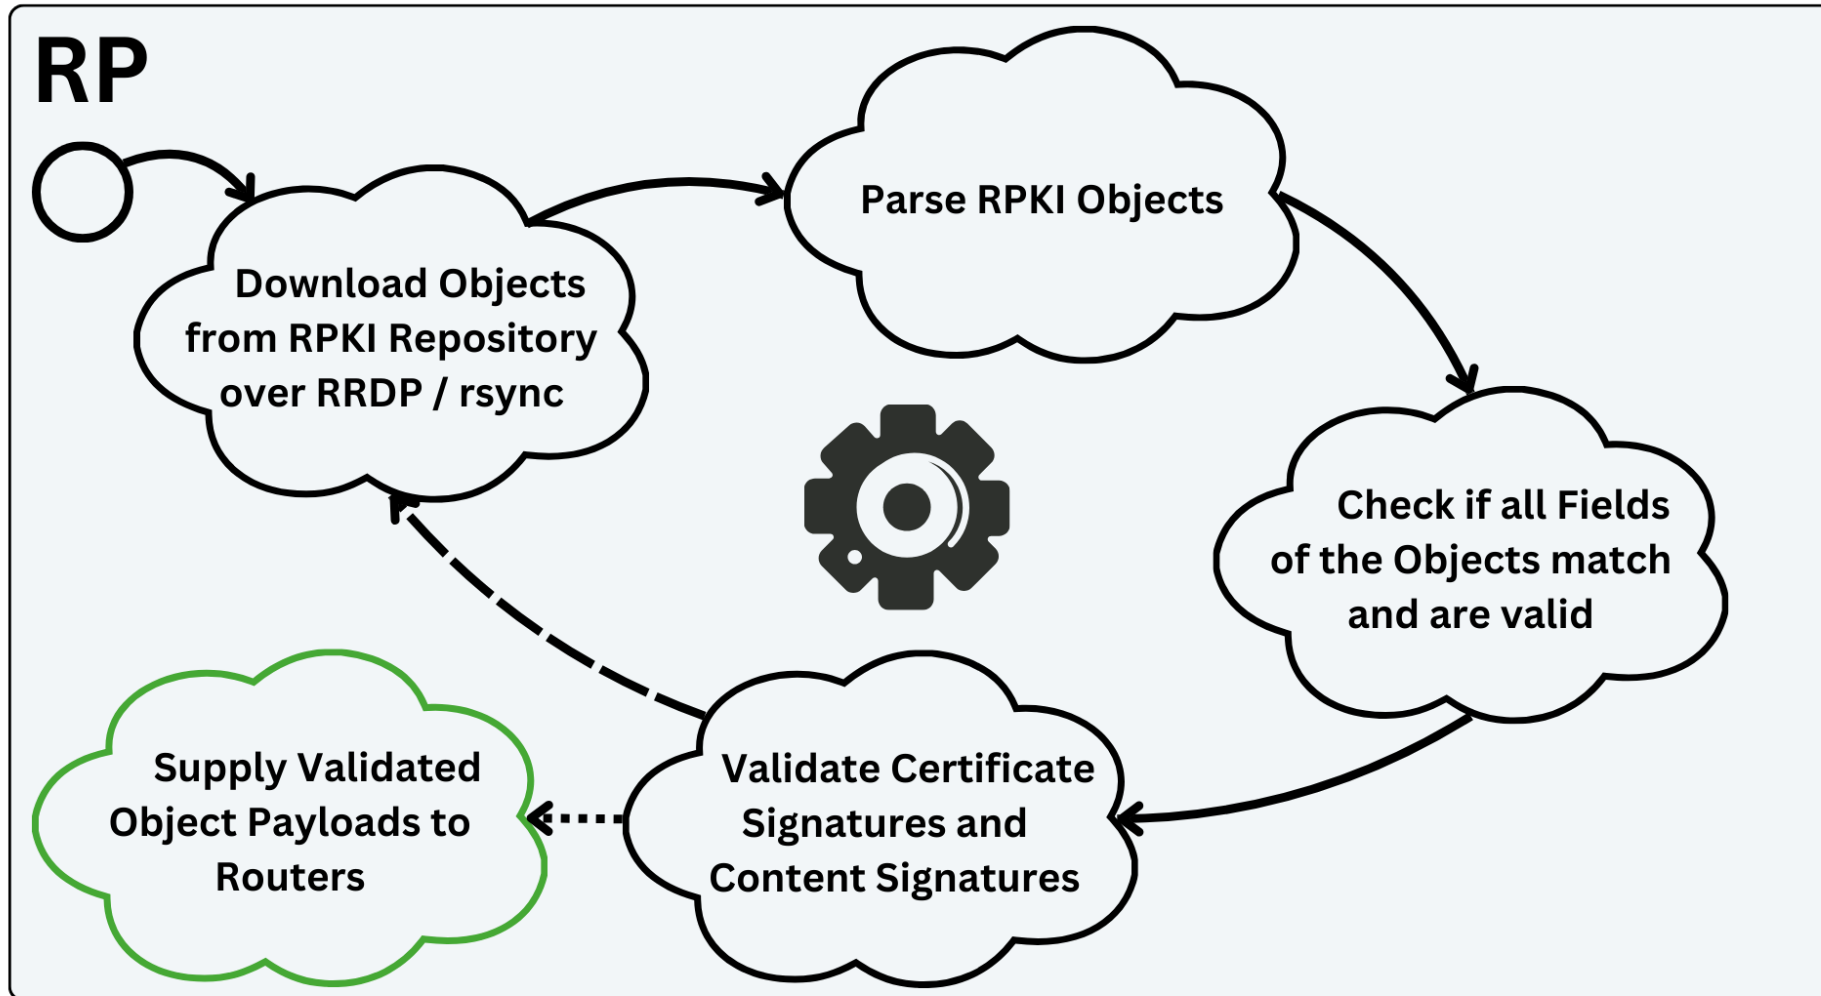 RP
Download Objects
from RPKI Repository
over RRDP / rsync
Parse RPKI Objects
Check if all Fields
of the Objects match
and are valid
Validate Certificate
Signatures and
Content Signatures
Supply Validated
Object Payloads to
Routers